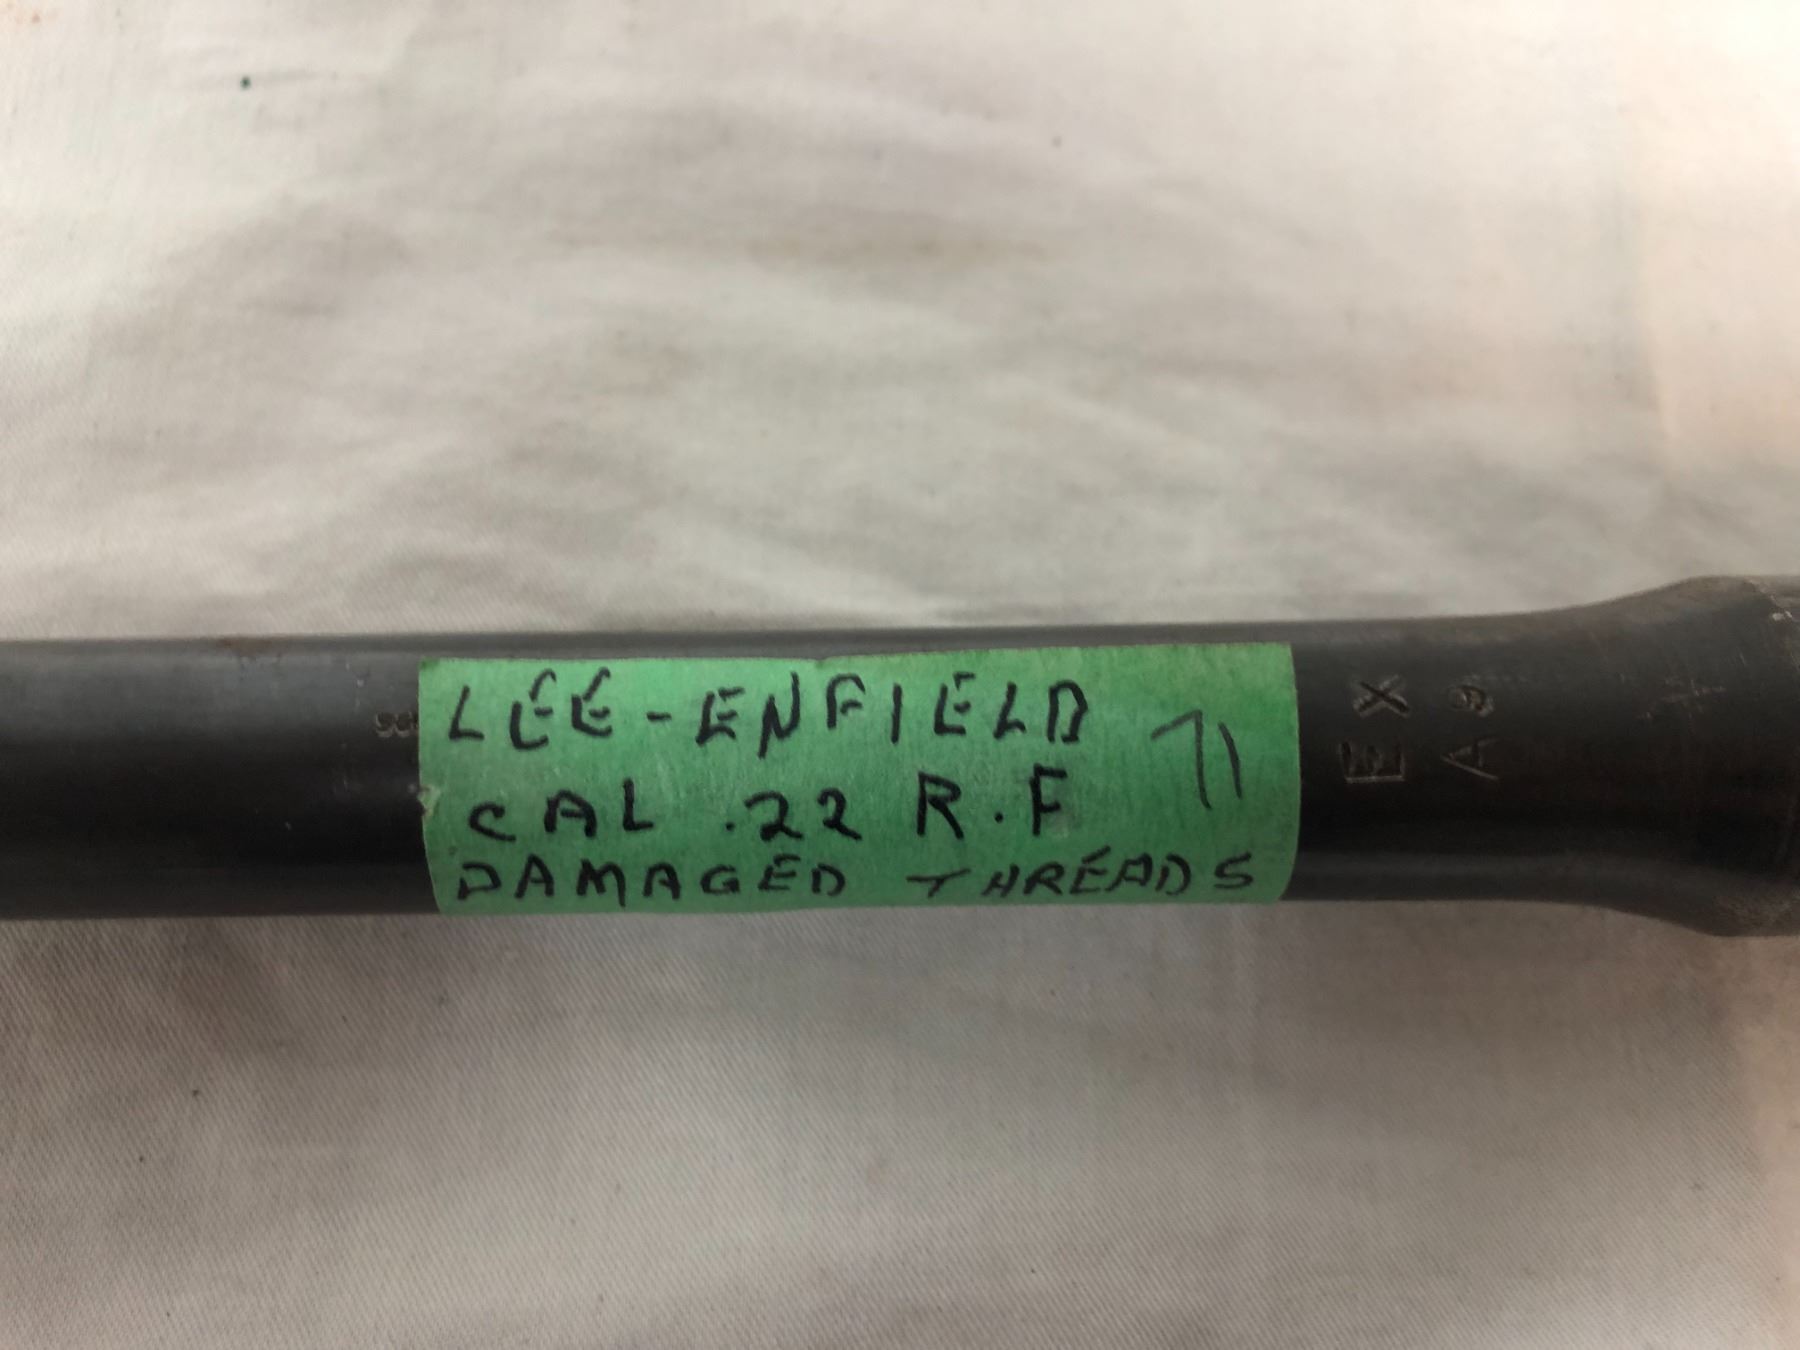 LEE-ENFIELD
CAL .22 R.F
DAMAGED THREADS
71
EX
A9